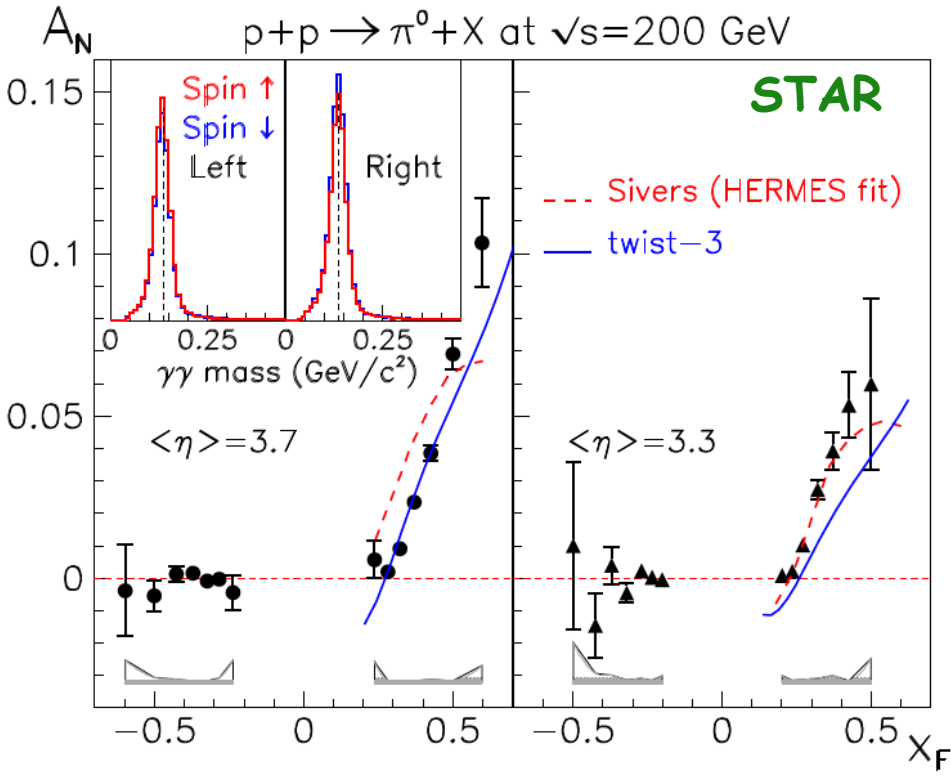 A_N
p+p → π⁰+X at √s=200 GeV
0.15
0.1
0.05
0
Spin ↑
Spin ↓
Left
Right
0
0.25
0
0.25
γγ mass (GeV/c²)
STAR
Sivers (HERMES fit)
twist-3
<η>=3.7
<η>=3.3
-0.5
0
0.5
-0.5
0
0.5
x_F